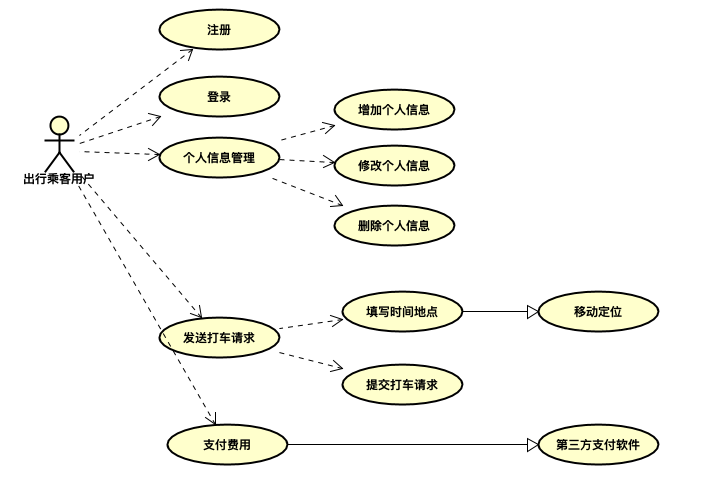 注册
登录
增加个人信息
个人信息管理
修改个人信息
出行乘客用户
删除个人信息
填写时间地点
移动定位
发送打车请求
提交打车请求
支付费用
第三方支付软件